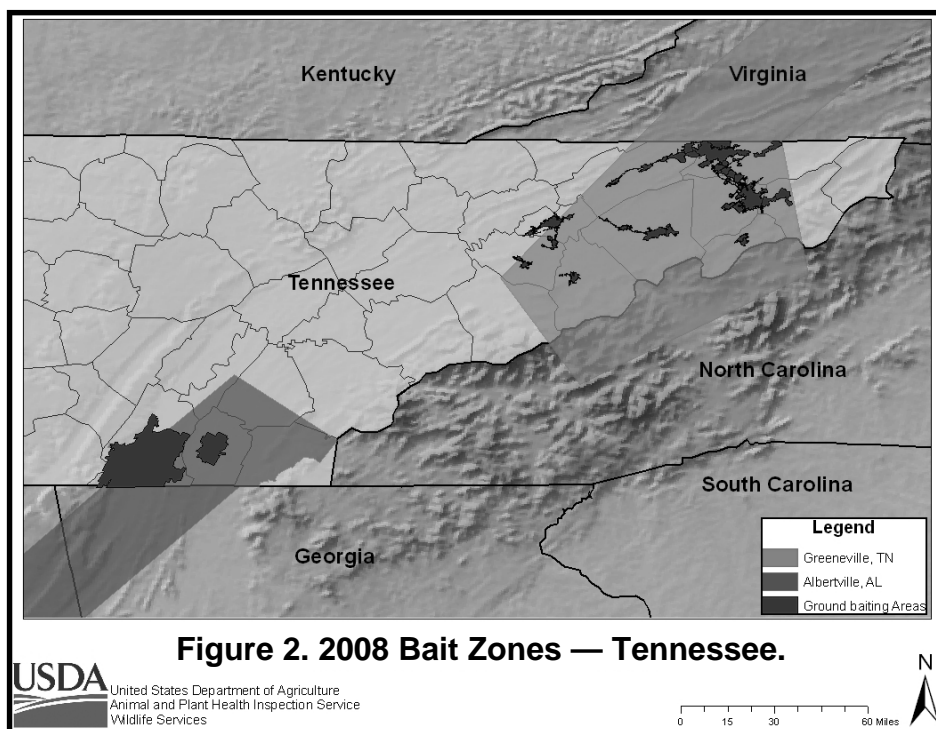 Kentucky
Virginia
Tennessee
North Carolina
South Carolina
Georgia
Legend
Greeneville, TN
Albertville, AL
Ground baiting Areas
Figure 2. 2008 Bait Zones — Tennessee.
USDA
United States Department of Agriculture
Animal and Plant Health Inspection Service
Wildlife Services
N
0 15 30 60 Miles